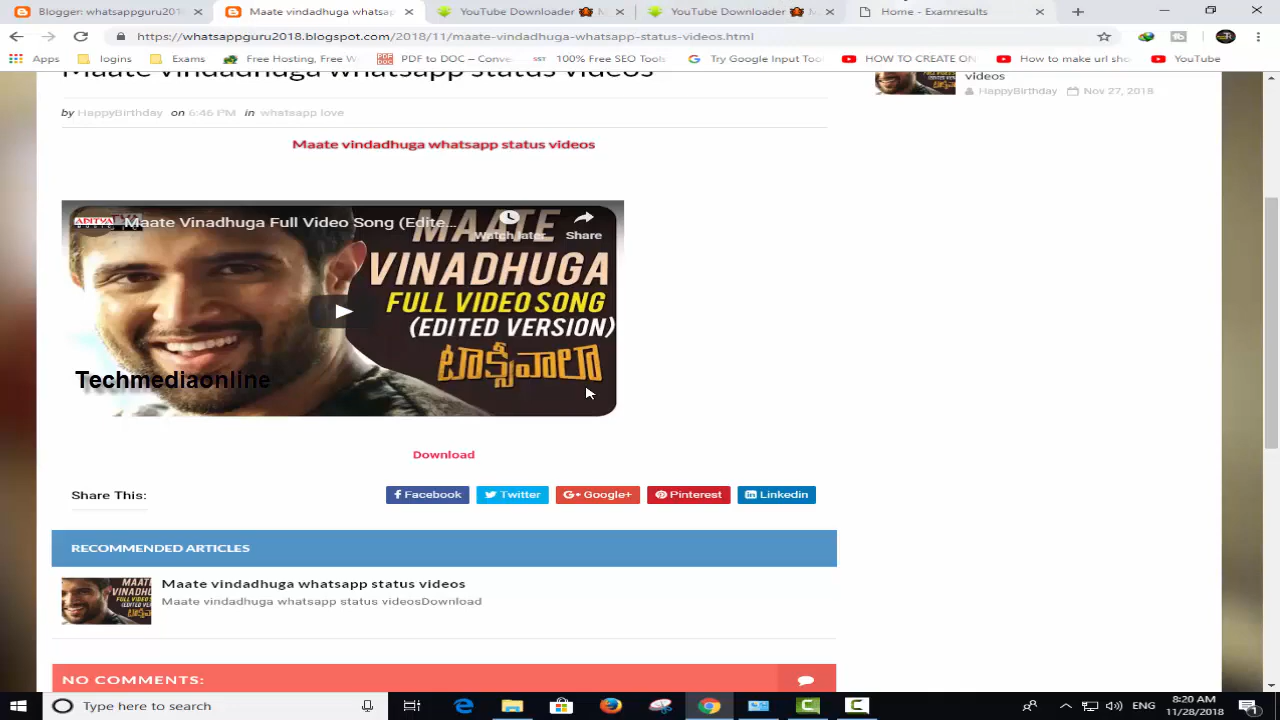 Blogger: Whatsappguru201
Maate vindadhuga whatsapp statu
YouTube Downloader
YouTube Downloader
Home - Examresults
https://whatsappguru2018.blogspot.com/2018/11/maate-vindadhuga-whatsapp-status-videos.html
Apps
logins
Exams
Free Hosting, Free W
PDF to DOC – Conve
100% Free SEO Tools
Try Google Input Too
HOW TO CREATE ON
How to make url sho
YouTube
Maate vindadhuga whatsapp status videos
by HappyBirthday on 6:46 PM in whatsapp love
videos
HappyBirthday Nov 27, 2018
Maate vindadhuga whatsapp status videos
ADITYA MUSIC
Maate Vinadhuga Full Video Song (Edite...
Watch later
Share
MAATE
VINADHUGA
FULL VIDEO SONG
(EDITED VERSION)
టాక్సీవాలా
Techmediaonline
Download
Share This:
Facebook
Twitter
Google+
Pinterest
Linkedin
RECOMMENDED ARTICLES
Maate vindadhuga whatsapp status videos
Maate vindadhuga whatsapp status videosDownload
NO COMMENTS:
Type here to search
ENG
8:20 AM
11/28/2018
1